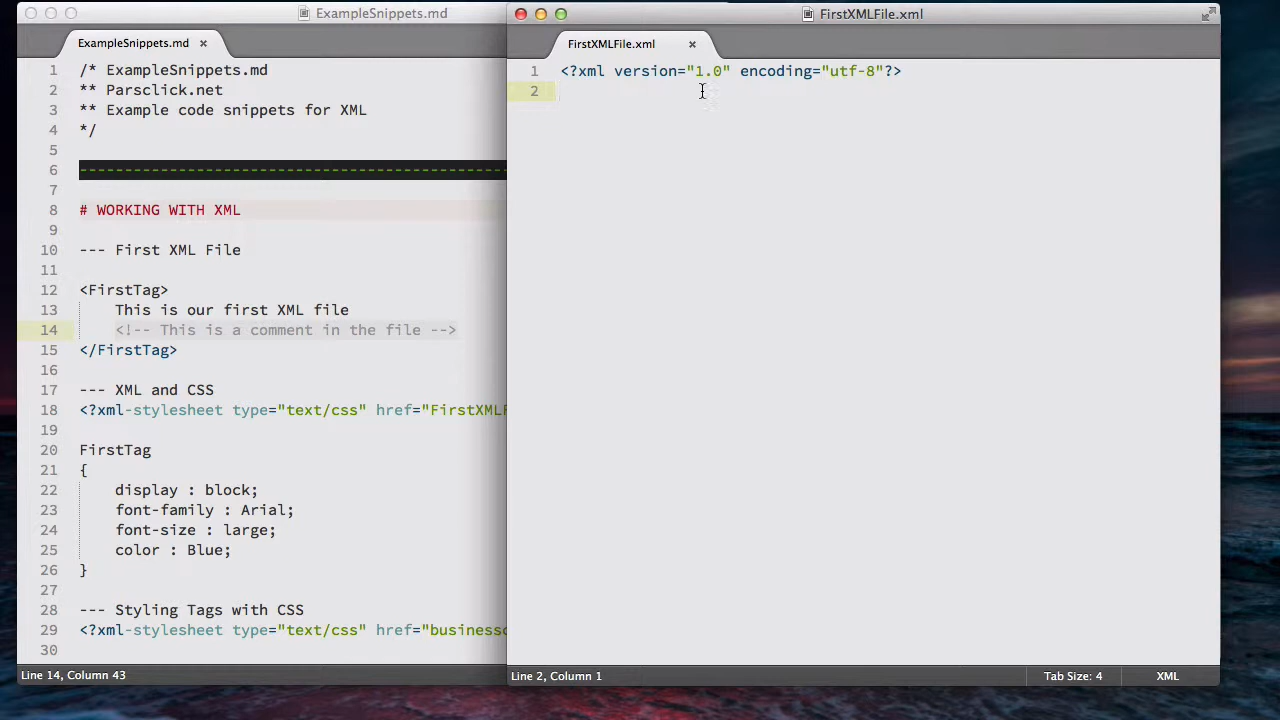 ExampleSnippets.md
ExampleSnippets.md ×
1 /* ExampleSnippets.md
2 ** Parsclick.net
3 ** Example code snippets for XML
4 */
5
6 ------------------------------------------------
7
8 # WORKING WITH XML
9
10 --- First XML File
11
12 <FirstTag>
13 This is our first XML file
14 <!-- This is a comment in the file -->
15 </FirstTag>
16
17 --- XML and CSS
18 <?xml-stylesheet type="text/css" href="FirstXMLF
19
20 FirstTag
21 {
22 display : block;
23 font-family : Arial;
24 font-size : large;
25 color : Blue;
26 }
27
28 --- Styling Tags with CSS
29 <?xml-stylesheet type="text/css" href="businessc
30
Line 14, Column 43
FirstXMLFile.xml
FirstXMLFile.xml ×
1 <?xml version="1.0" encoding="utf-8"?>
2
Line 2, Column 1 Tab Size: 4 XML